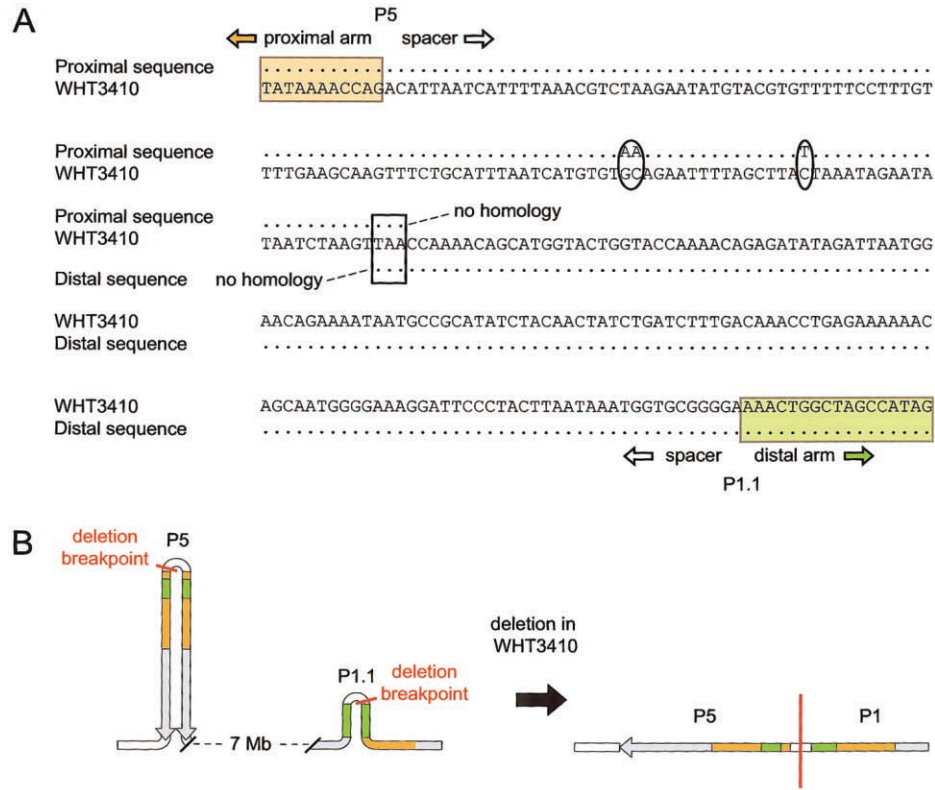 A
P5
proximal arm spacer
Proximal sequence ............................................................
WHT3410 TATAAAACCAGACATTAATCATTTTAAACGTCTAAGAATATGTACGTGTTTTTCCTTTGT
Proximal sequence ................................AA..............T...........
WHT3410 TTTGAAGCAAGTTTCTGCATTTAATCATGTGTGCAGAATTTTAGCTTACTAAATAGAATA
Proximal sequence ............. no homology
WHT3410 TAATCTAAGTTAACCAAAACAGCATGGTACTGGTACCAAAACAGAGATATAGATTAATGG
Distal sequence no homology ..................................................
WHT3410 AACAGAAAATAATGCCGCATATCTACAACTATCTGATCTTTGACAAACCTGAGAAAAAAC
Distal sequence ............................................................
WHT3410 AGCAATGGGGAAAGGATTCCCTACTTAATAAATGGTGCGGGGAAAACTGGCTAGCCATAG
Distal sequence ............................................................
spacer distal arm
P1.1
B
P5
deletion
breakpoint
P1.1
deletion
breakpoint
7 Mb
deletion in
WHT3410
P5
P1